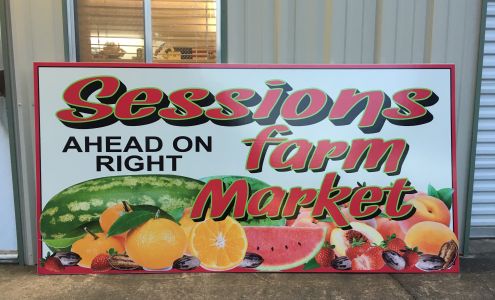 Sessions
AHEAD ON
RIGHT
farm
Market